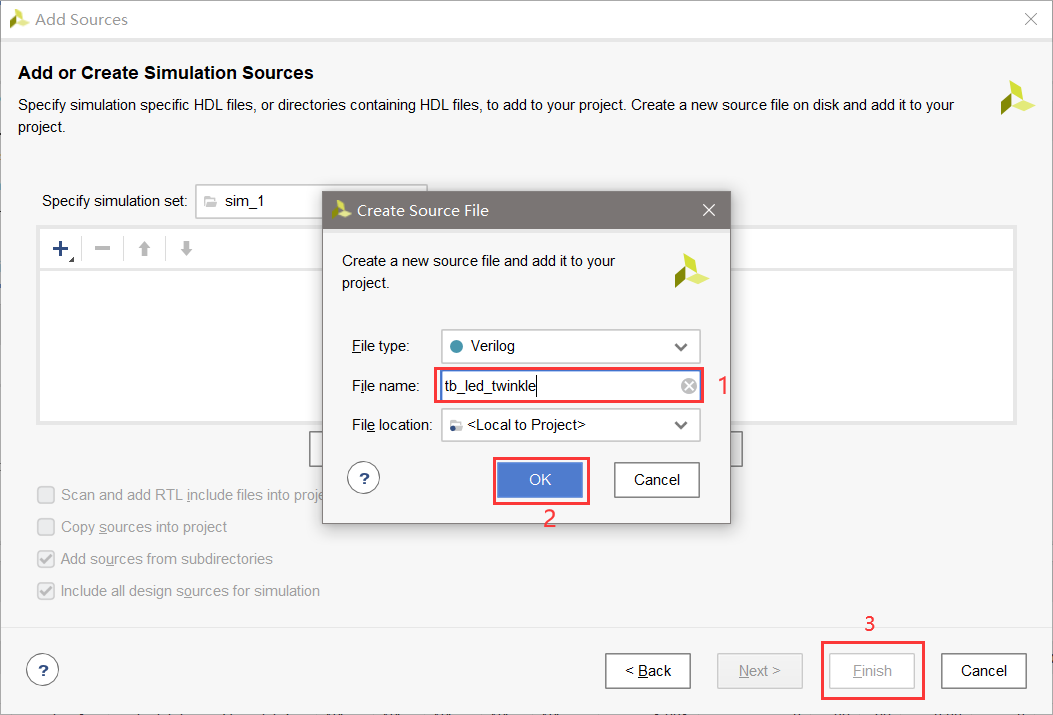 Add Sources
Add or Create Simulation Sources
Specify simulation specific HDL files, or directories containing HDL files, to add to your project. Create a new source file on disk and add it to your
project.
Specify simulation set: sim_1
Create Source File
Create a new source file and add it to your
project.
File type: Verilog
File name: tb_led_twinkle 1
File location: <Local to Project>
? OK Cancel
2
Scan and add RTL include files into proje
Copy sources into project
Add sources from subdirectories
Include all design sources for simulation
3
? < Back Next > Finish Cancel